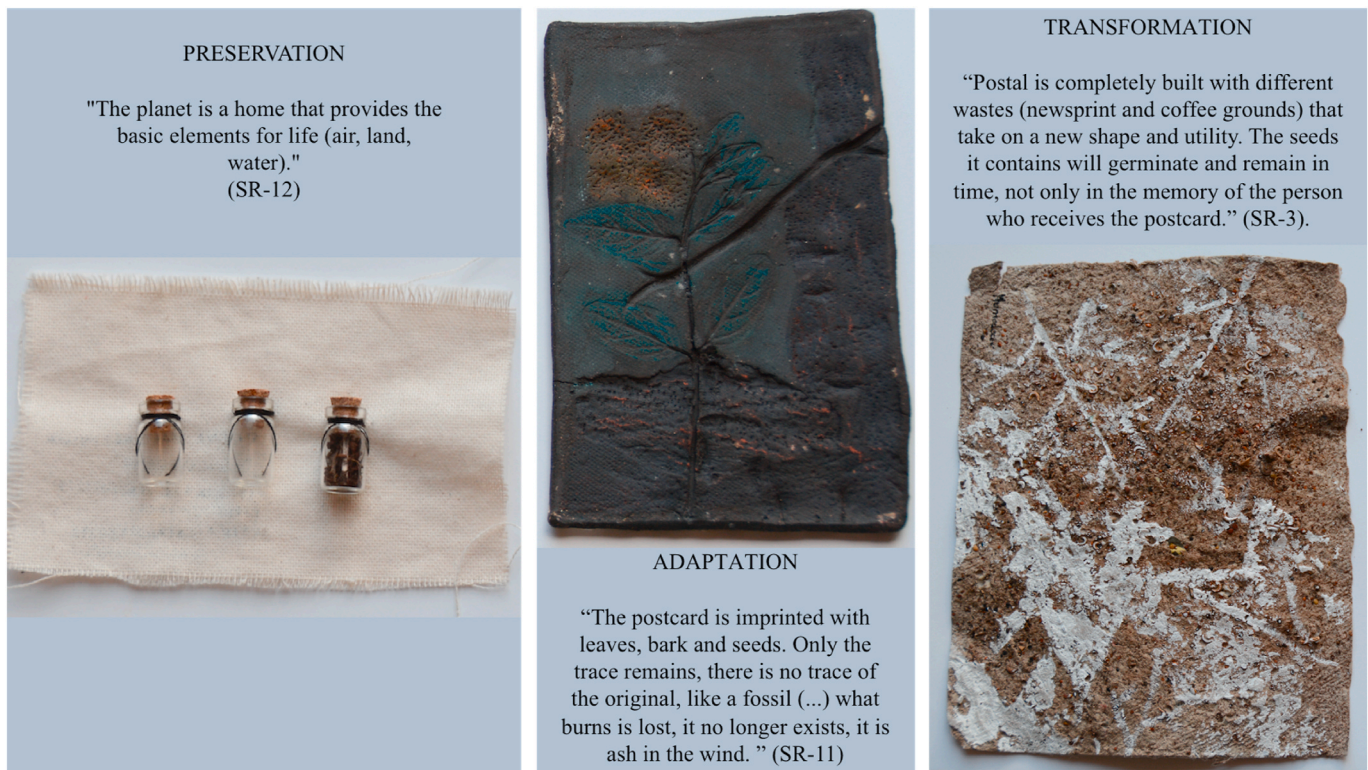 PRESERVATION
"The planet is a home that provides the
basic elements for life (air, land,
water)."
(SR-12)
ADAPTATION
“The postcard is imprinted with
leaves, bark and seeds. Only the
trace remains, there is no trace of
the original, like a fossil (...) what
burns is lost, it no longer exists, it is
ash in the wind. ” (SR-11)
TRANSFORMATION
“Postal is completely built with different
wastes (newsprint and coffee grounds) that
take on a new shape and utility. The seeds
it contains will germinate and remain in
time, not only in the memory of the person
who receives the postcard.” (SR-3).